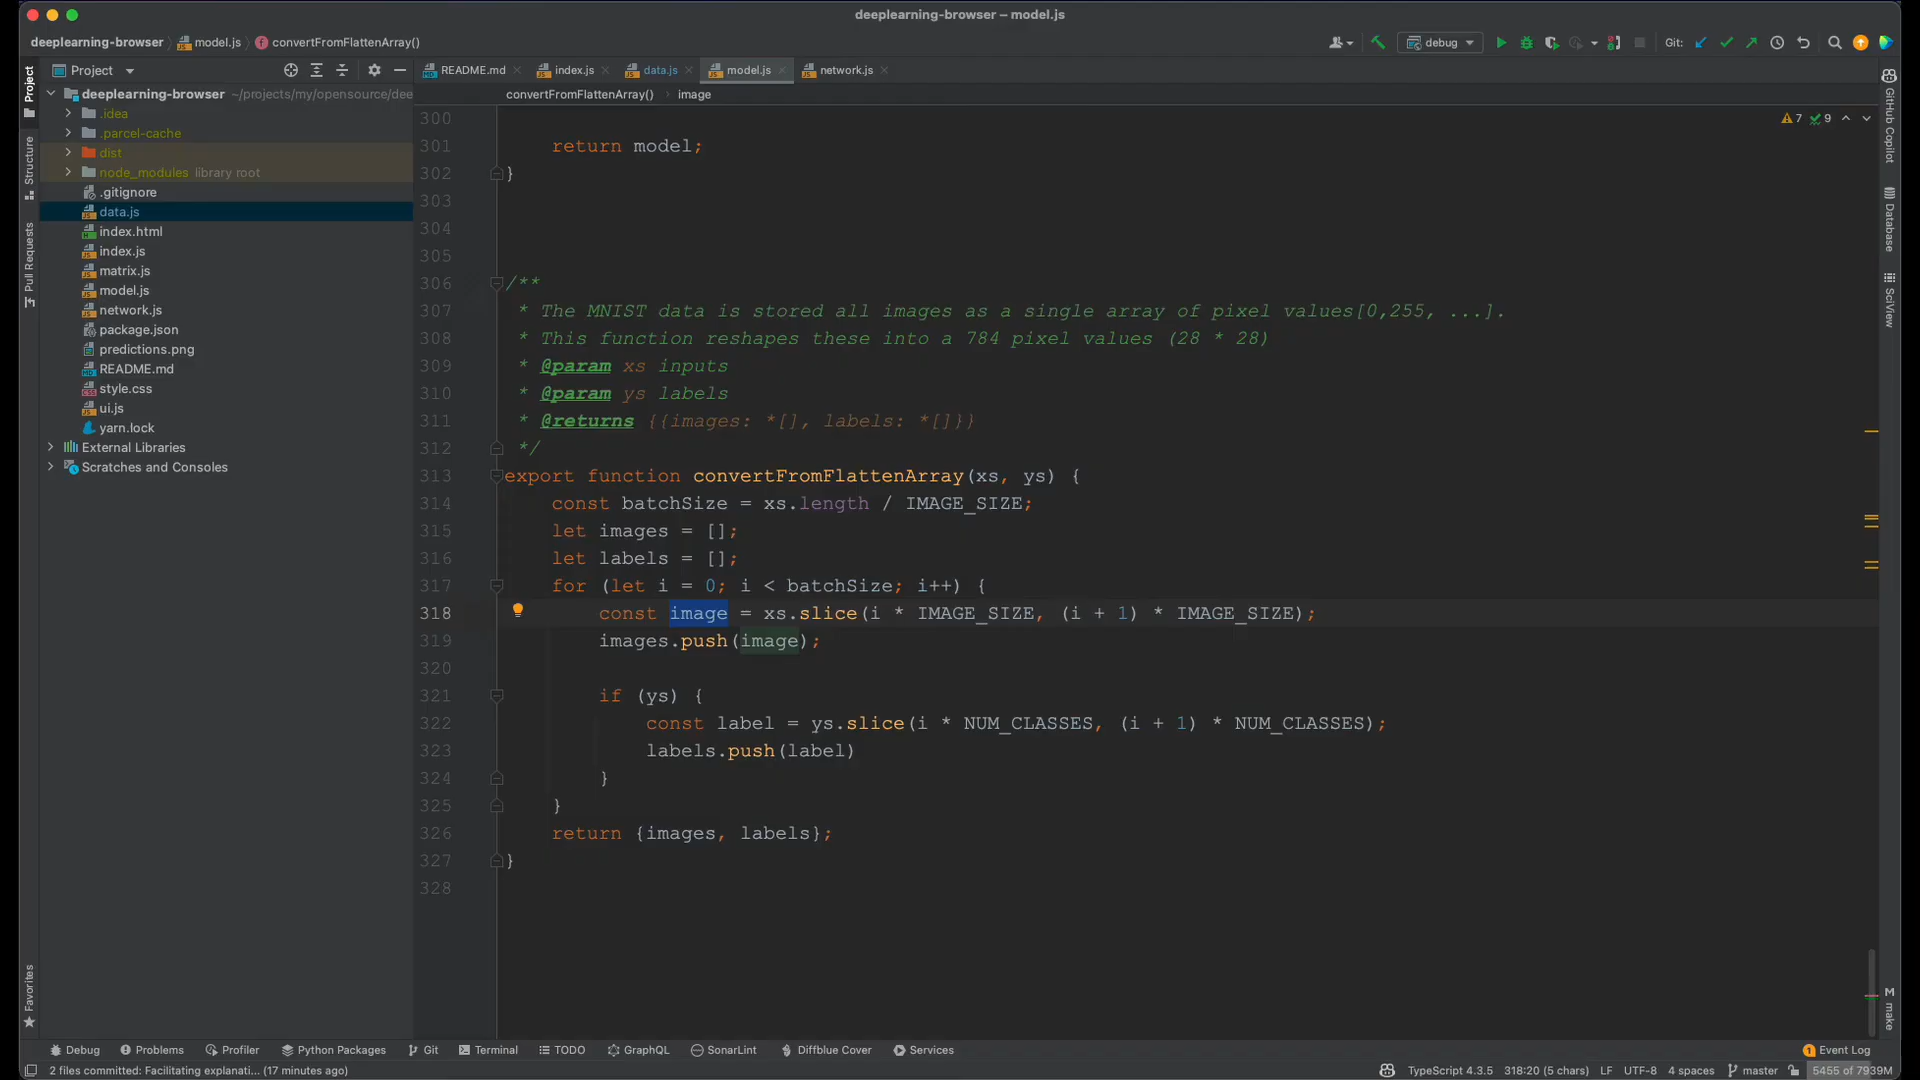 deeplearning-browser – model.js
deeplearning-browser model.js convertFromFlattenArray() debug Git:
Project
README.md index.js data.js model.js network.js
convertFromFlattenArray() image
deeplearning-browser ~/projects/my/opensource/dee
.idea
.parcel-cache
dist
node_modules library root
.gitignore
data.js
index.html
index.js
matrix.js
model.js
network.js
package.json
predictions.png
README.md
style.css
ui.js
yarn.lock
External Libraries
Scratches and Consoles
Project
Structure
Pull Requests
Favorites
7 9
300
301 return model;
302 }
303
304
305
306 /**
307 * The MNIST data is stored all images as a single array of pixel values[0,255, ...].
308 * This function reshapes these into a 784 pixel values (28 * 28)
309 * @param xs inputs
310 * @param ys labels
311 * @returns {{images: *[], labels: *[]}}
312 */
313 export function convertFromFlattenArray(xs, ys) {
314 const batchSize = xs.length / IMAGE_SIZE;
315 let images = [];
316 let labels = [];
317 for (let i = 0; i < batchSize; i++) {
318 const image = xs.slice(i * IMAGE_SIZE, (i + 1) * IMAGE_SIZE);
319 images.push(image);
320
321 if (ys) {
322 const label = ys.slice(i * NUM_CLASSES, (i + 1) * NUM_CLASSES);
323 labels.push(label)
324 }
325 }
326 return {images, labels};
327 }
328
GitHub Copilot
Database
SciView
M make
Debug Problems Profiler Python Packages Git Terminal TODO GraphQL SonarLint Diffblue Cover Services 1 Event Log
2 files committed: Facilitating explanati... (17 minutes ago) TypeScript 4.3.5 318:20 (5 chars) LF UTF-8 4 spaces master 5455 of 7939M